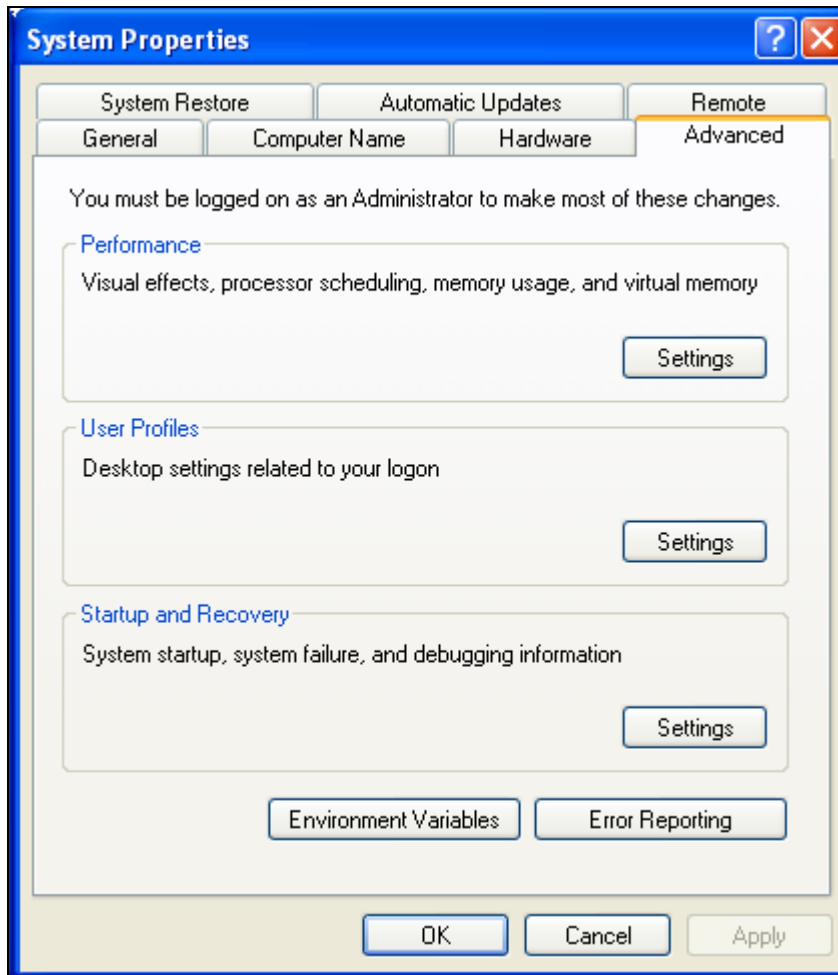 System Properties
System Restore Automatic Updates Remote
General Computer Name Hardware Advanced
You must be logged on as an Administrator to make most of these changes.
Performance
Visual effects, processor scheduling, memory usage, and virtual memory
Settings
User Profiles
Desktop settings related to your logon
Settings
Startup and Recovery
System startup, system failure, and debugging information
Settings
Environment Variables Error Reporting
OK Cancel Apply